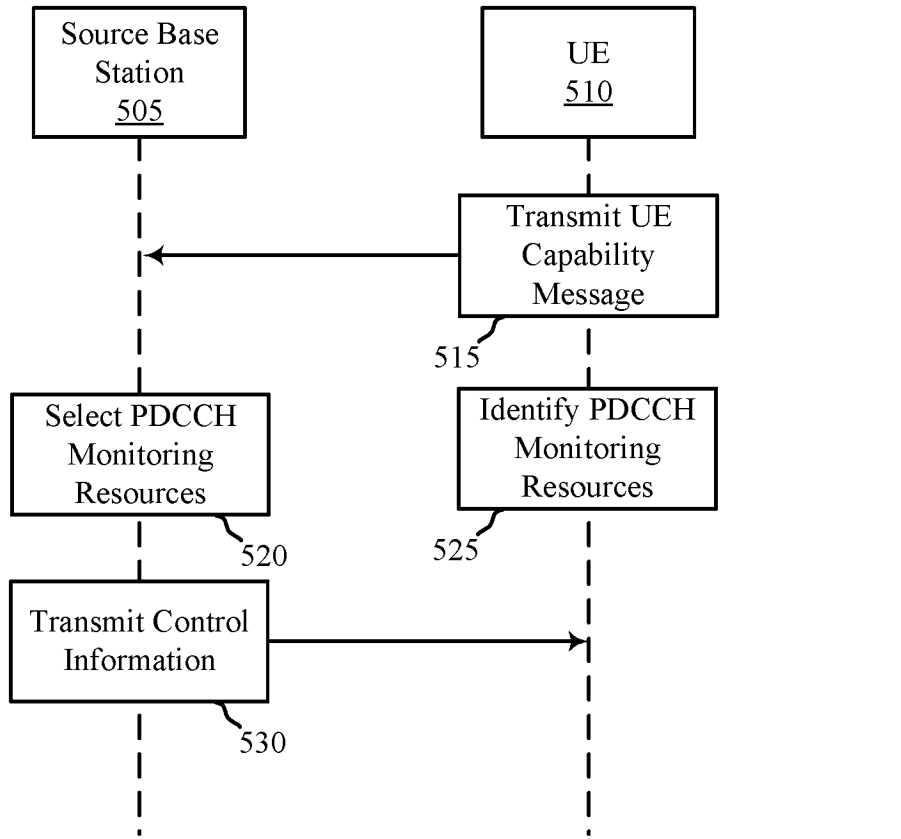 Source Base
Station
505
UE
510
Transmit UE
Capability
Message
515
Select PDCCH
Monitoring
Resources
520
Identify PDCCH
Monitoring
Resources
525
Transmit Control
Information
530